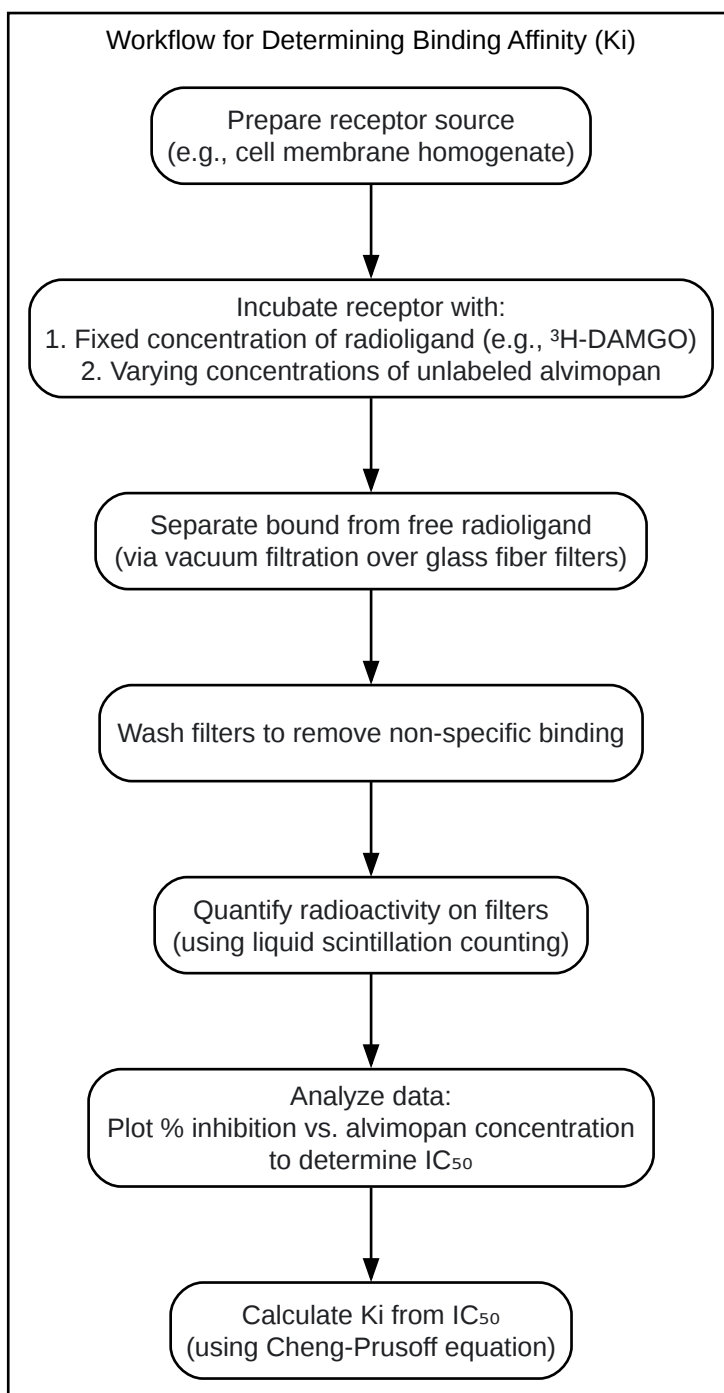 Workflow for Determining Binding Affinity (Ki)
Prepare receptor source
(e.g., cell membrane homogenate)
Incubate receptor with:
1. Fixed concentration of radioligand (e.g., ³H-DAMGO)
2. Varying concentrations of unlabeled alvimopan
Separate bound from free radioligand
(via vacuum filtration over glass fiber filters)
Wash filters to remove non-specific binding
Quantify radioactivity on filters
(using liquid scintillation counting)
Analyze data:
Plot % inhibition vs. alvimopan concentration
to determine IC₅₀
Calculate Ki from IC₅₀
(using Cheng-Prusoff equation)